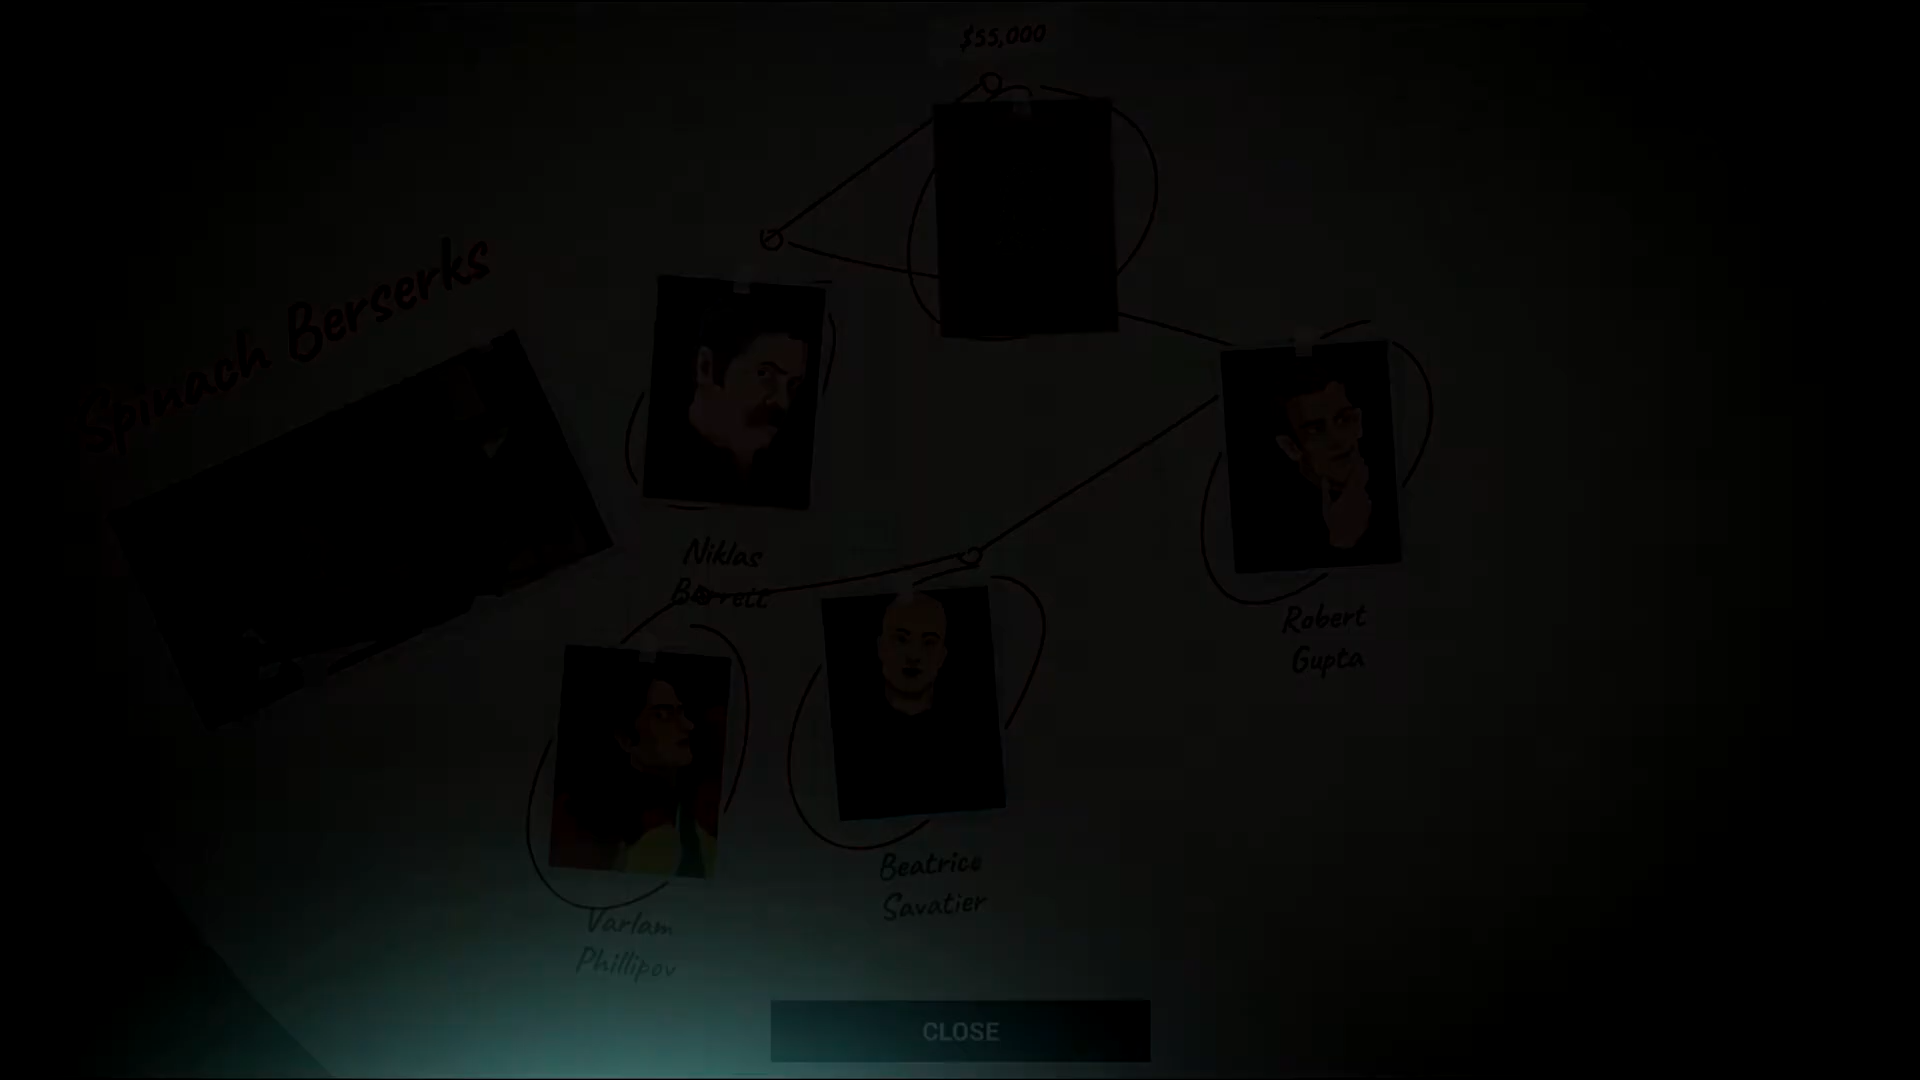 $55,000
Spinach Berserks
Niklas
Barrett
Robert
Gupta
Beatrice
Savatier
Varlam
Phillipov
CLOSE